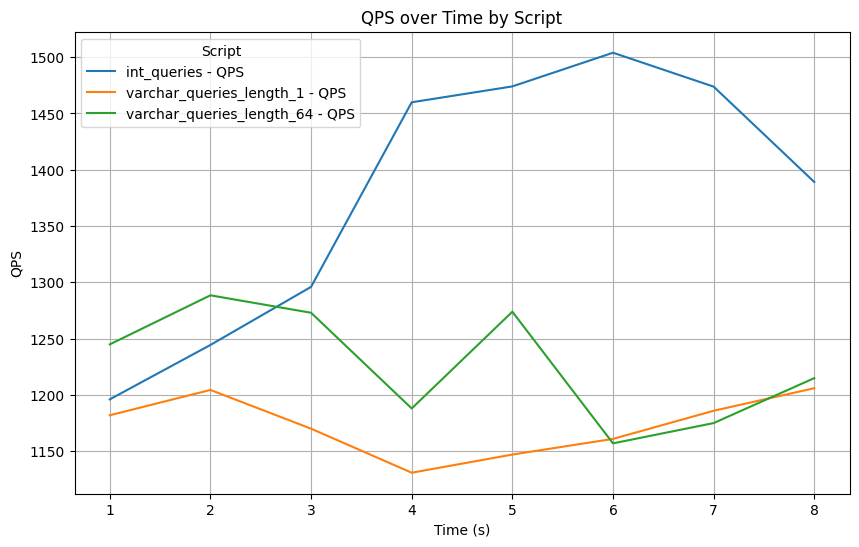 QPS over Time by Script
Script
int_queries - QPS
varchar_queries_length_1 - QPS
varchar_queries_length_64 - QPS
QPS
1500
1450
1400
1350
1300
1250
1200
1150
1 2 3 4 5 6 7 8
Time (s)